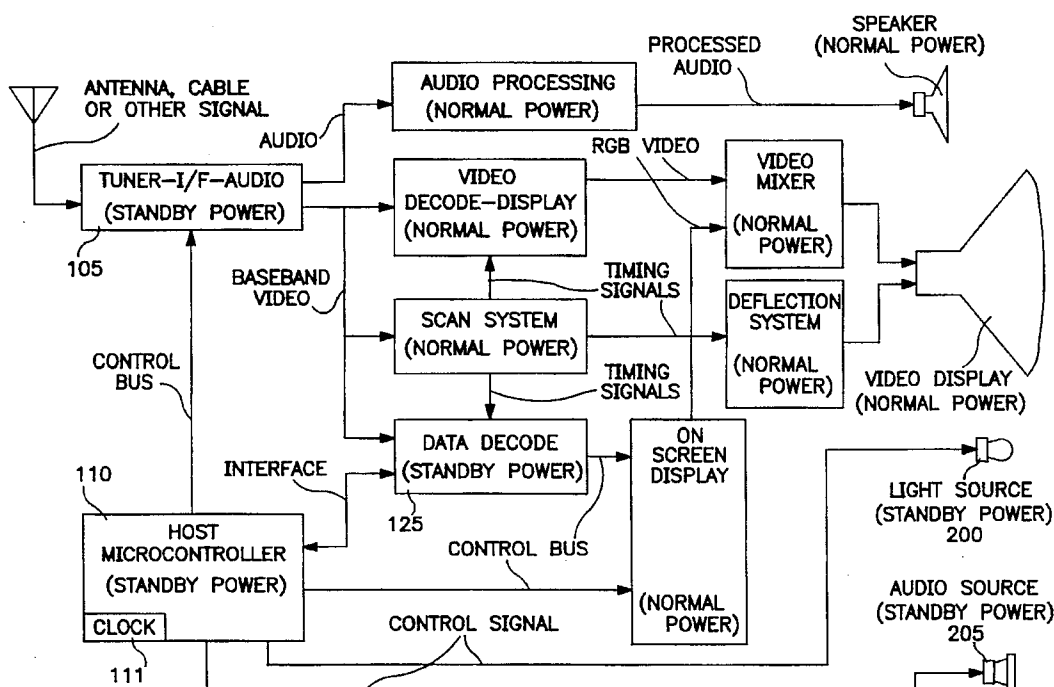 SPEAKER
(NORMAL POWER)
PROCESSED
AUDIO
ANTENNA, CABLE
OR OTHER SIGNAL
AUDIO PROCESSING
(NORMAL POWER)
AUDIO
RGB VIDEO
TUNER-I/F-AUDIO
(STANDBY POWER)
105
VIDEO
DECODE-DISPLAY
(NORMAL POWER)
VIDEO
MIXER
(NORMAL
POWER)
BASEBAND
VIDEO
TIMING
SIGNALS
SCAN SYSTEM
(NORMAL POWER)
DEFLECTION
SYSTEM
(NORMAL
POWER)
CONTROL
BUS
TIMING
SIGNALS
VIDEO DISPLAY
(NORMAL POWER)
DATA DECODE
(STANDBY POWER)
125
ON
SCREEN
DISPLAY
(NORMAL
POWER)
INTERFACE
110
HOST
MICROCONTROLLER
(STANDBY POWER)
CLOCK
111
CONTROL BUS
LIGHT SOURCE
(STANDBY POWER)
200
CONTROL SIGNAL
AUDIO SOURCE
(STANDBY POWER)
205